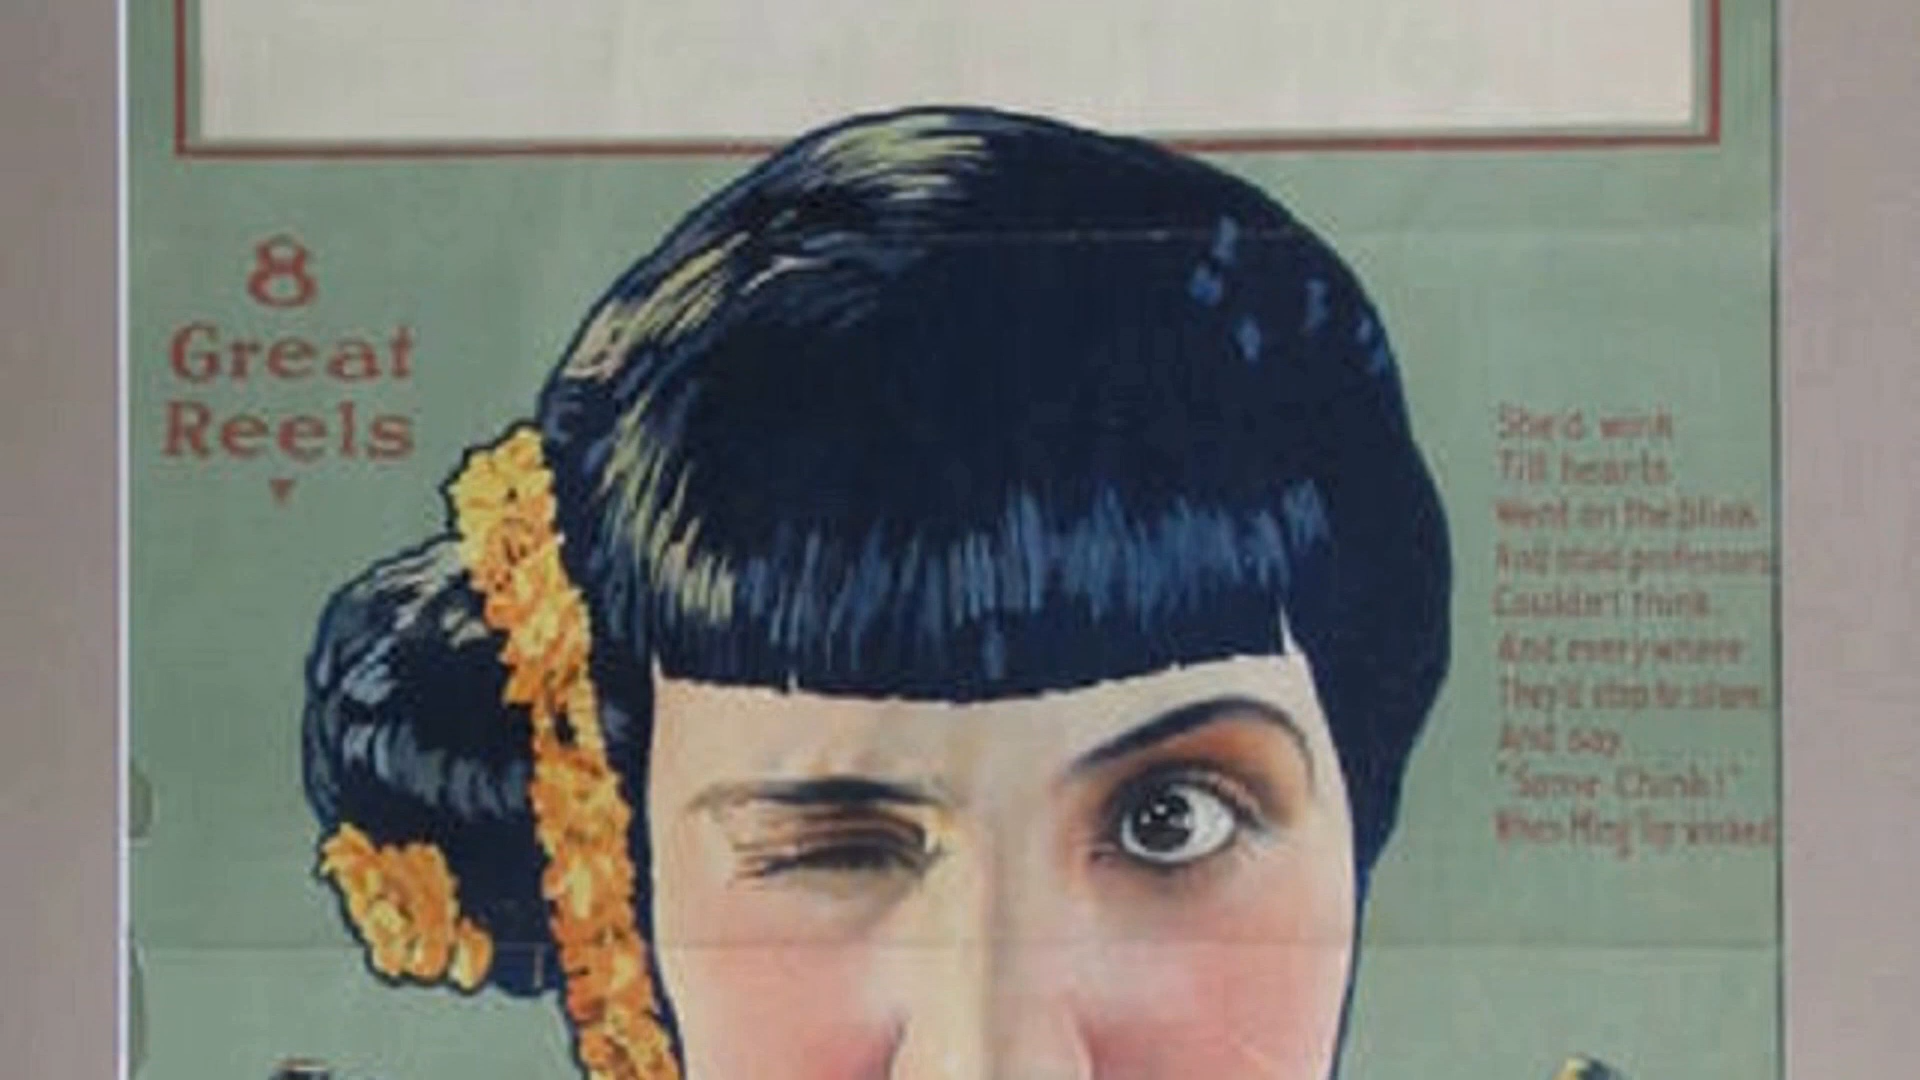 8
Great
Reels
She'd wink
Till hearts
Went on the blink
And staid professors
Couldn't think.
And everywhere
They'd stop to stare,
And say
"Some Chink!"
When Ming Toy winked